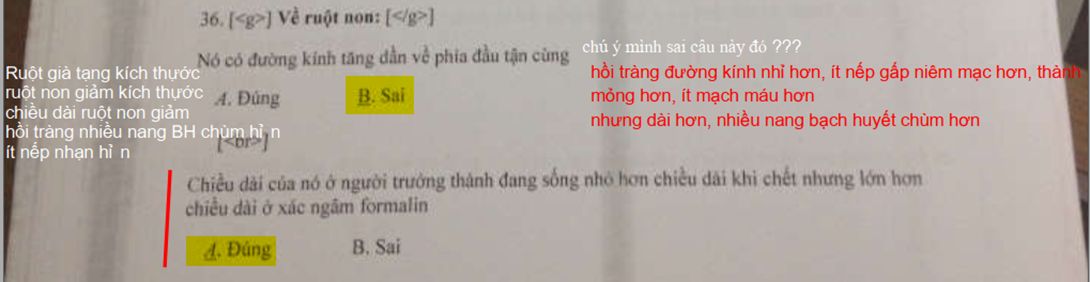 36. [<g>] Về ruột non: [</g>]
Nó có đường kính tăng dần về phía đầu tận cùng
A. Đúng
B. Sai
chú ý mình sai câu này đó ???
hồi tràng đường kính nhỉ hơn, ít nếp gấp niêm mạc hơn, thành
mỏng hơn, ít mạch máu hơn
nhưng dài hơn, nhiều nang bạch huyết chùm hơn
Ruột già tạng kích thược
ruột non giảm kích thước
chiều dài ruột non giảm
hồi tràng nhiều nang BH chùm hỉ n
ít nếp nhạn hỉ n
[<br>]
Chiều dài của nó ở người trưởng thành đang sống nhỏ hơn chiều dài khi chết nhưng lớn hơn
chiều dài ở xác ngâm formalin
A. Đúng
B. Sai